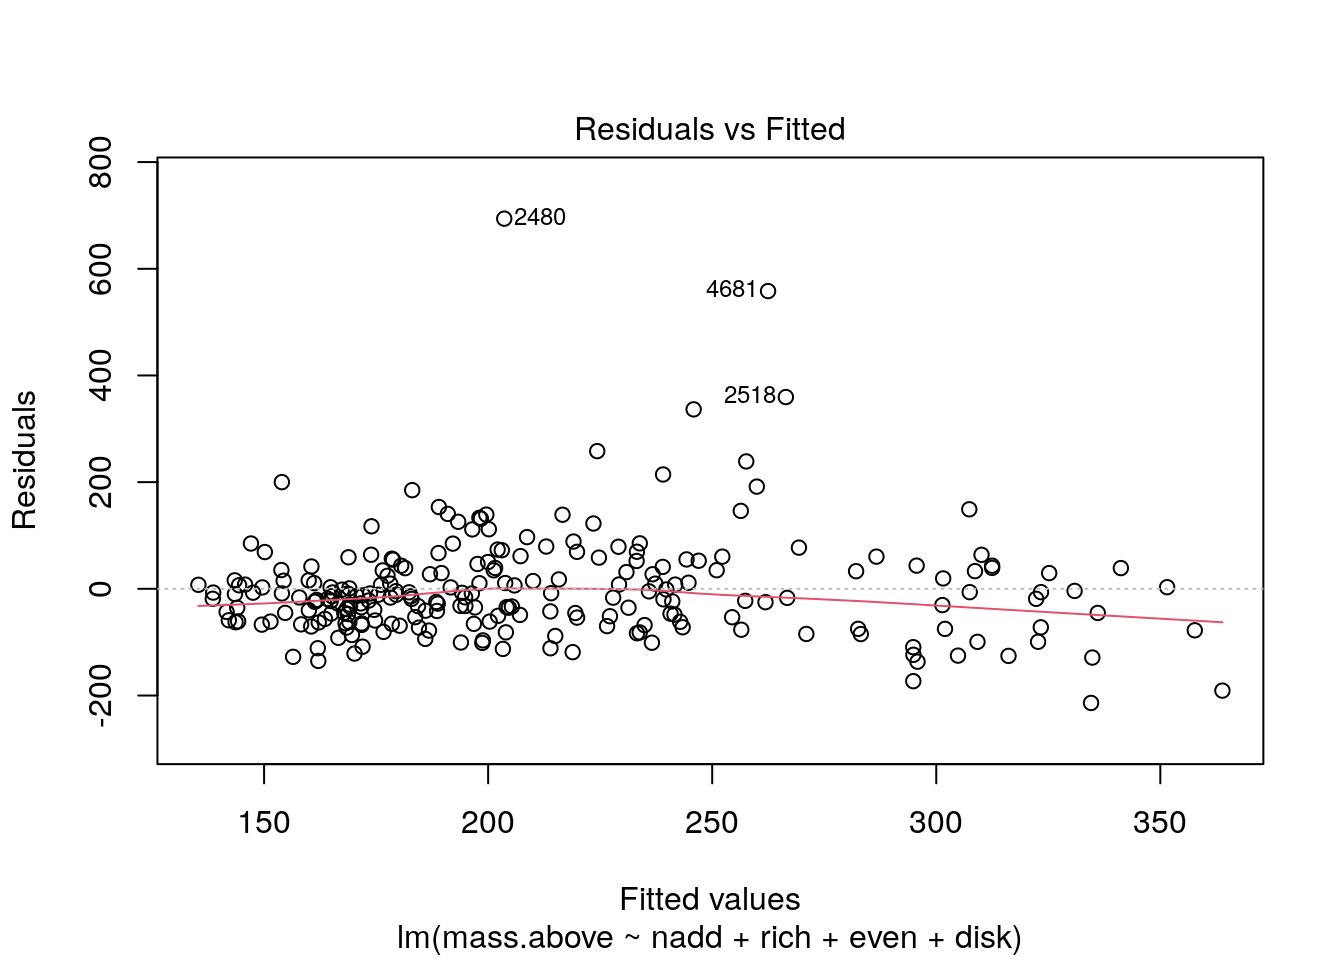 Residuals vs Fitted
800
600
400
200
0
-200
Residuals
2480
4681
2518
150 200 250 300 350
Fitted values
lm(mass.above ~ nadd + rich + even + disk)